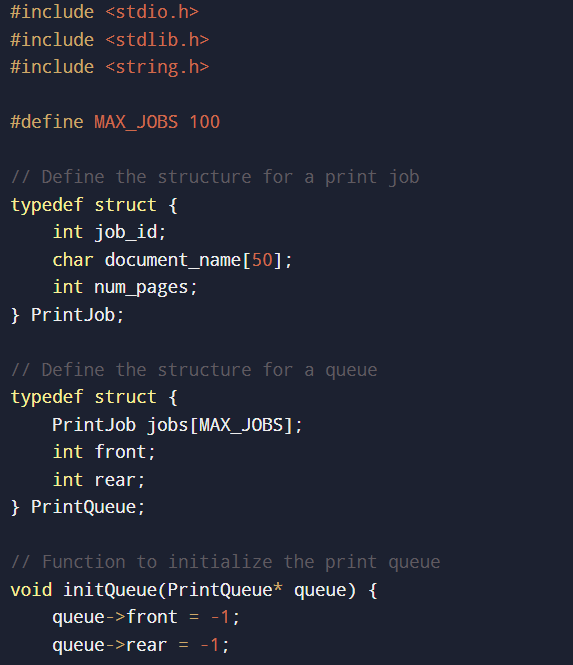 #include <stdio.h>
#include <stdlib.h>
#include <string.h>

#define MAX_JOBS 100

// Define the structure for a print job
typedef struct {
    int job_id;
    char document_name[50];
    int num_pages;
} PrintJob;

// Define the structure for a queue
typedef struct {
    PrintJob jobs[MAX_JOBS];
    int front;
    int rear;
} PrintQueue;

// Function to initialize the print queue
void initQueue(PrintQueue* queue) {
    queue->front = -1;
    queue->rear = -1;